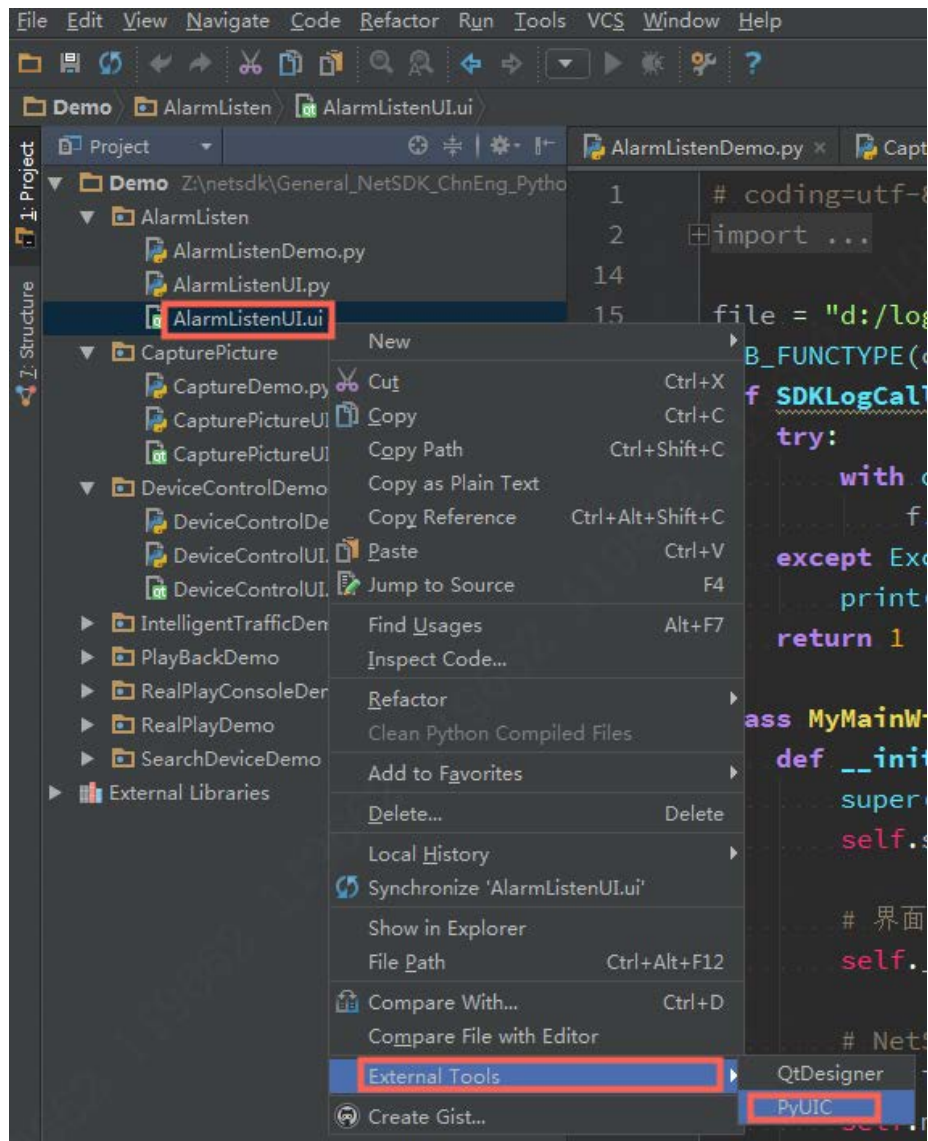 File Edit View Navigate Code Refactor Run Tools VCS Window Help
Demo AlarmListen AlarmListenUI.ui
1: Project
7: Structure
Project
AlarmListenDemo.py
Demo Z:\netsdk\General_NetSDK_ChnEng_Pytho
AlarmListen
AlarmListenDemo.py
AlarmListenUI.py
AlarmListenUI.ui
CapturePicture
CaptureDemo.py
CapturePictureUI
CapturePictureUI
DeviceControlDemo
DeviceControlDe
DeviceControlUI.
DeviceControlUI.
IntelligentTrafficDem
PlayBackDemo
RealPlayConsoleDer
RealPlayDemo
SearchDeviceDemo
External Libraries
New
Cut Ctrl+X
Copy Ctrl+C
Copy Path Ctrl+Shift+C
Copy as Plain Text
Copy Reference Ctrl+Alt+Shift+C
Paste Ctrl+V
Jump to Source F4
Find Usages Alt+F7
Inspect Code...
Refactor
Clean Python Compiled Files
Add to Favorites
Delete... Delete
Local History
Synchronize 'AlarmListenUI.ui'
Show in Explorer
File Path Ctrl+Alt+F12
Compare With... Ctrl+D
Compare File with Editor
External Tools
Create Gist...
QtDesigner
PyUIC
1 # coding=utf-8
2 import ...
14
15 file = "d:/log
B_FUNCTYPE(
f SDKLogCall
try:
with
f.
except Exc
print(
return 1
ass MyMainWi
def __init
super(
self.s
# 界面
self._
# NetS